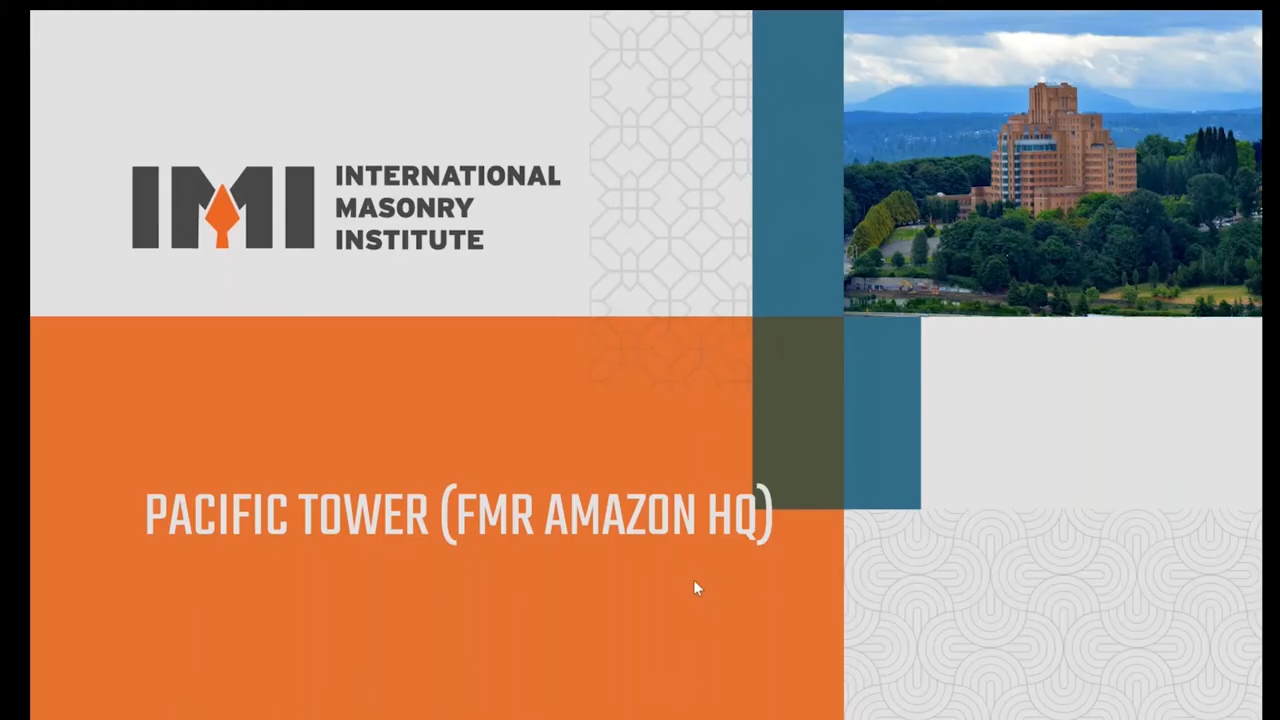 IMI
INTERNATIONAL
MASONRY
INSTITUTE
PACIFIC TOWER (FMR AMAZON HQ)